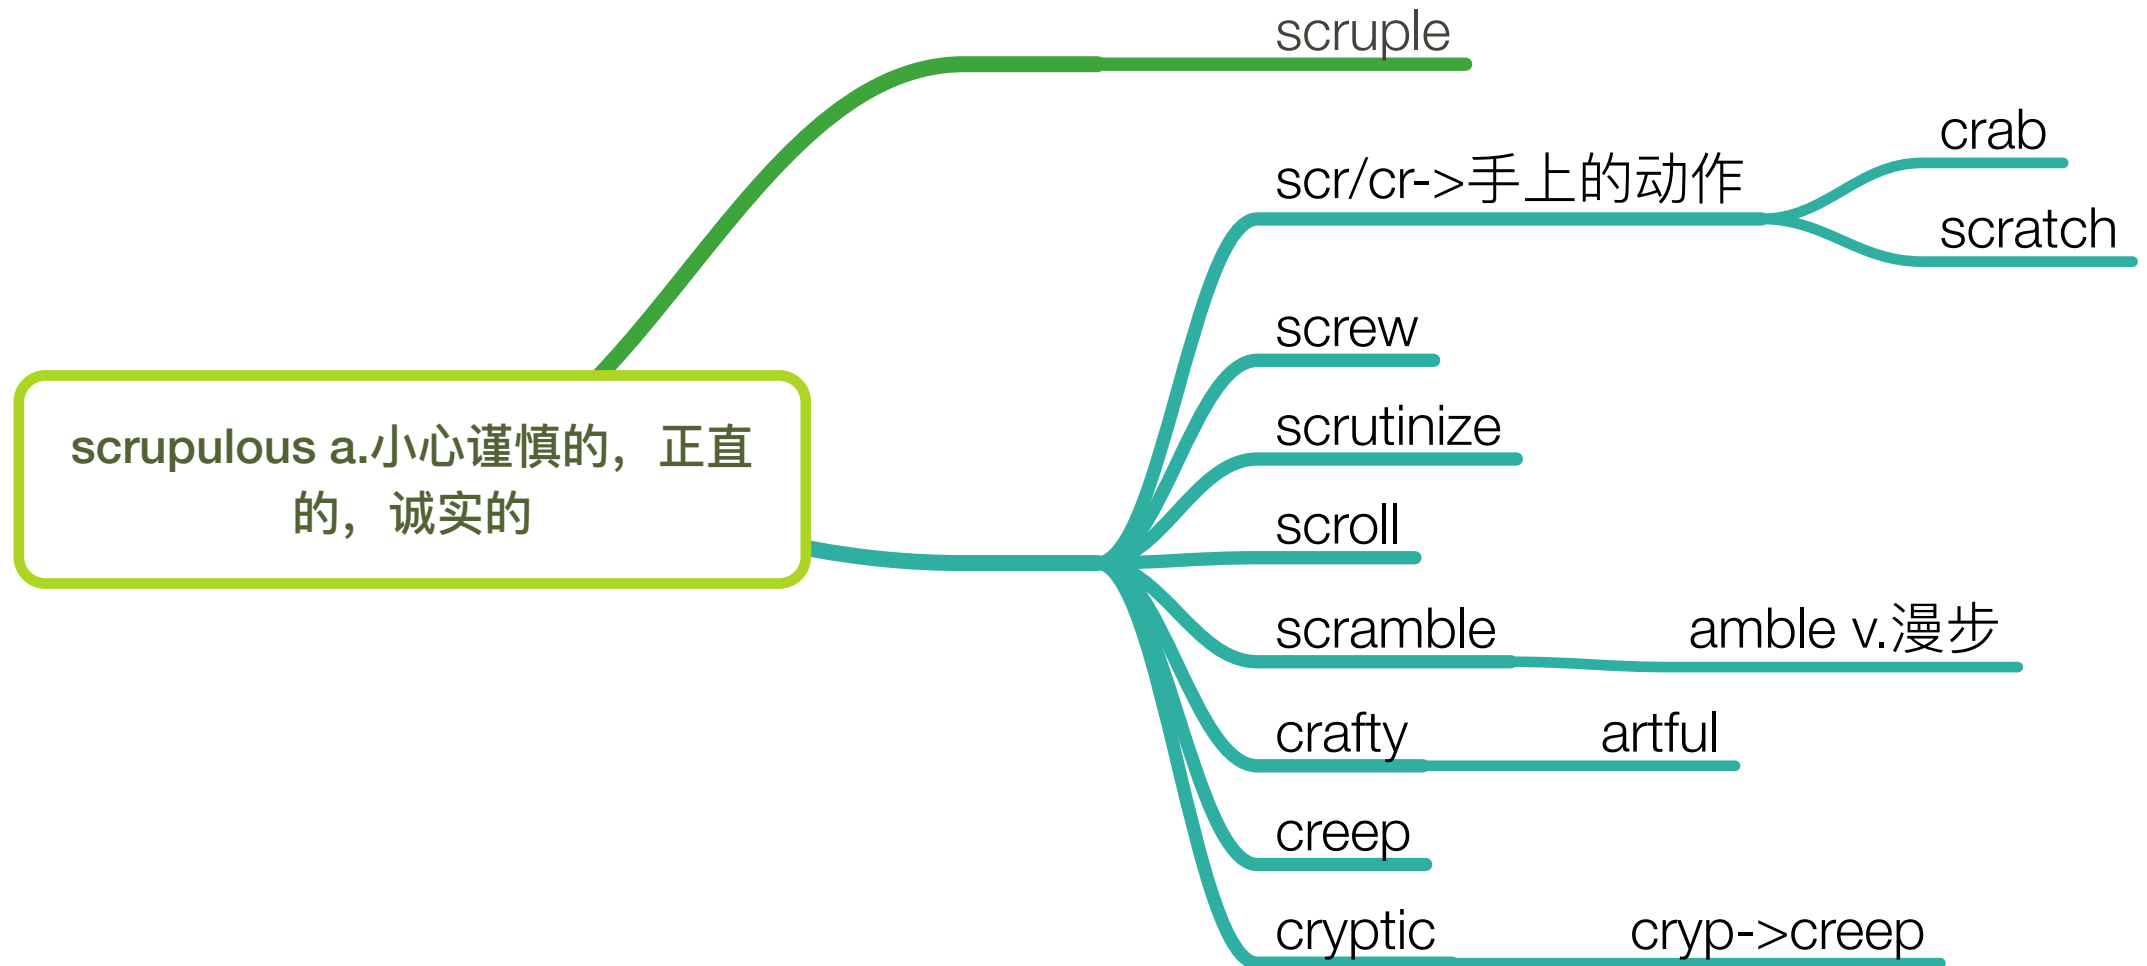 scruple
crab
scr/cr->手上的动作
scratch
screw
scrutinize
scrupulous a.小心谨慎的，正直
的，诚实的
scroll
scramble
amble v.漫步
crafty
artful
creep
cryptic
cryp->creep